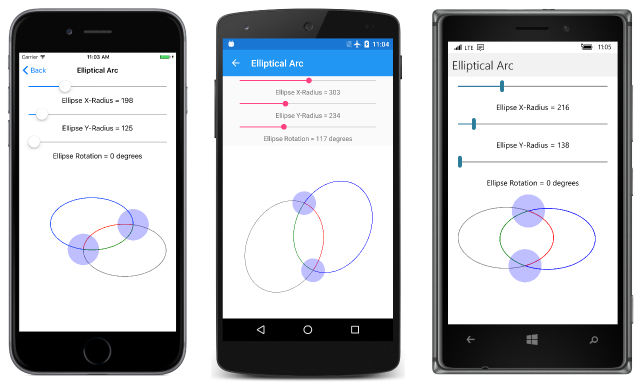 Carrier 11:03 AM
Back Elliptical Arc
Ellipse X-Radius = 198
Ellipse Y-Radius = 125
Ellipse Rotation = 0 degrees
11:04
Elliptical Arc
Ellipse X-Radius = 303
Ellipse Y-Radius = 234
Ellipse Rotation = 117 degrees
LTE 11:05
Elliptical Arc
Ellipse X-Radius = 216
Ellipse Y-Radius = 138
Ellipse Rotation = 0 degrees